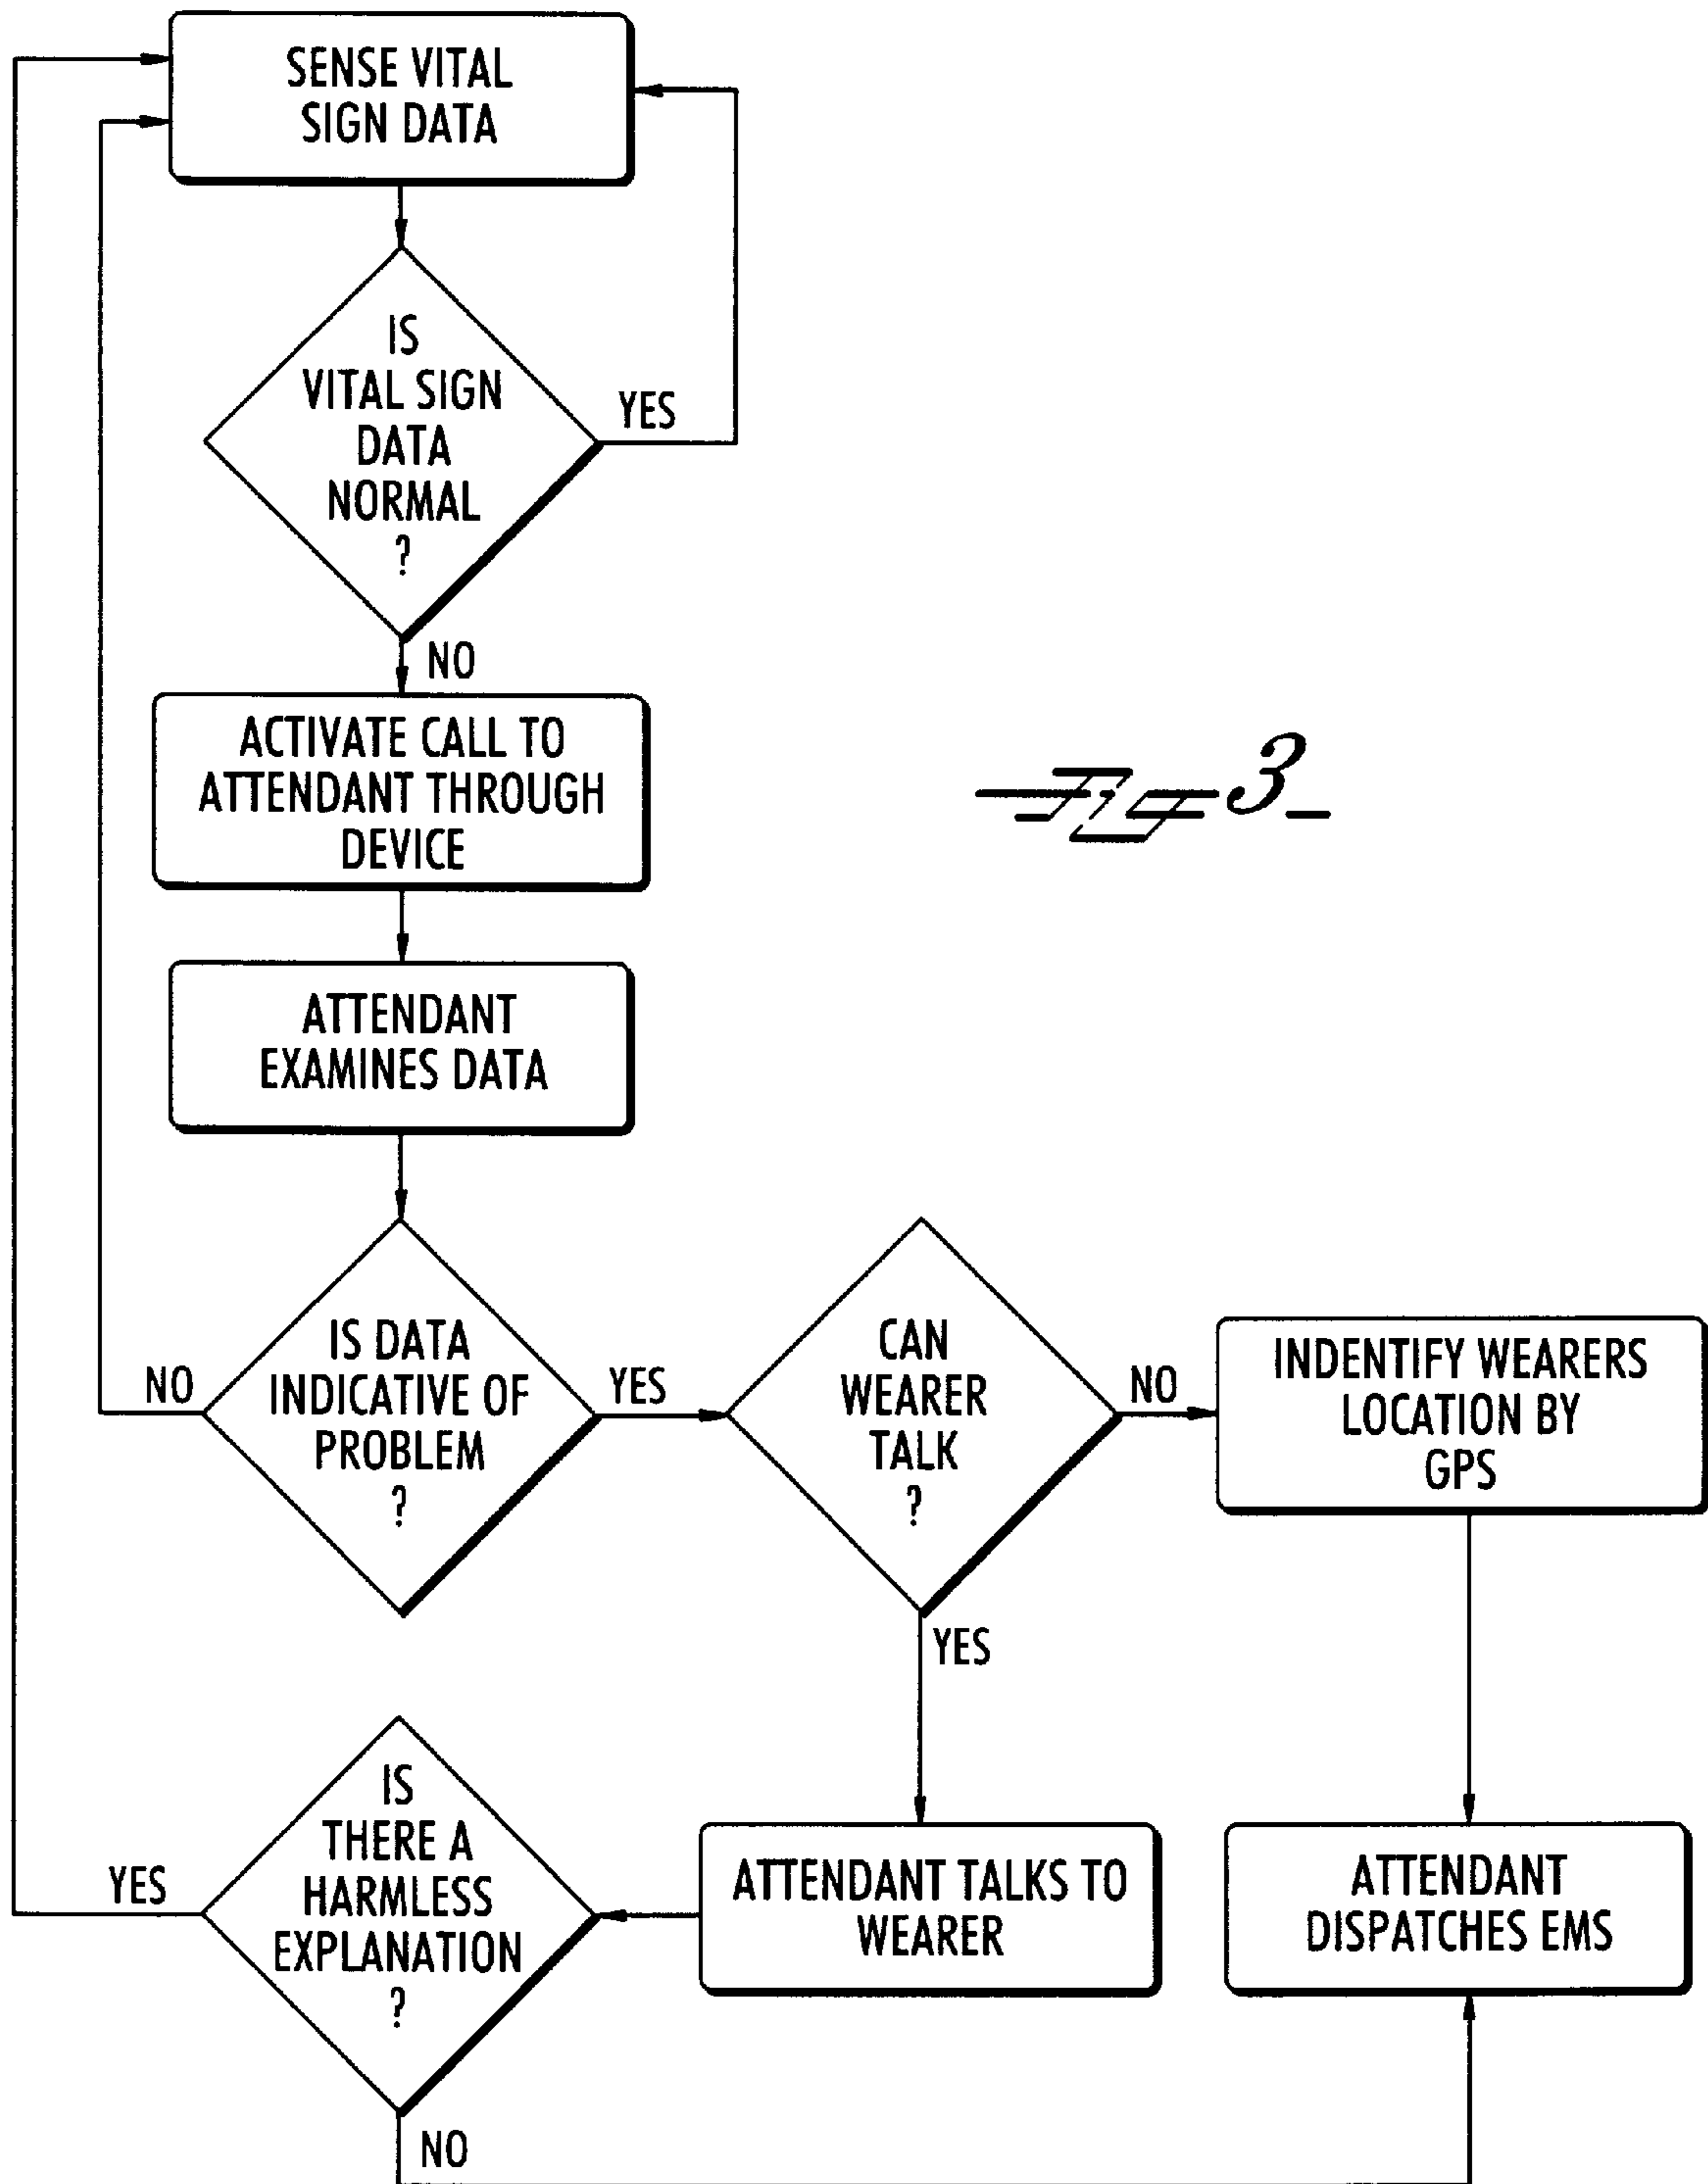 SENSE VITAL
SIGN DATA
IS
VITAL SIGN
DATA
NORMAL
?
YES
NO
ACTIVATE CALL TO
ATTENDANT THROUGH
DEVICE
3
ATTENDANT
EXAMINES DATA
IS DATA
INDICATIVE OF
PROBLEM
?
NO
YES
CAN
WEARER
TALK
?
NO
INDENTIFY WEARERS
LOCATION BY
GPS
YES
IS
THERE A
HARMLESS
EXPLANATION
?
YES
ATTENDANT TALKS TO
WEARER
ATTENDANT
DISPATCHES EMS
NO